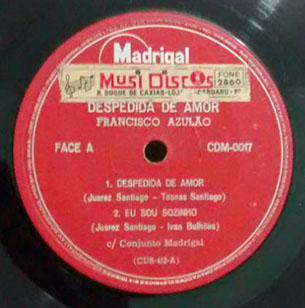 Madrigal
Musi Discos
FONE
2860
R. DUQUE DE CAXIAS-LOJ
DESPEDIDA DE AMOR
FRANCISCO AZULÃO
FACE A
CDM-0017
1. DESPEDIDA DE AMOR
(Juarez Santiago - Santiago)
2. EU SOU SOZINHO
(Juarez Santiago - Ivan Bulhões)
c/ Conjunto Madrigal